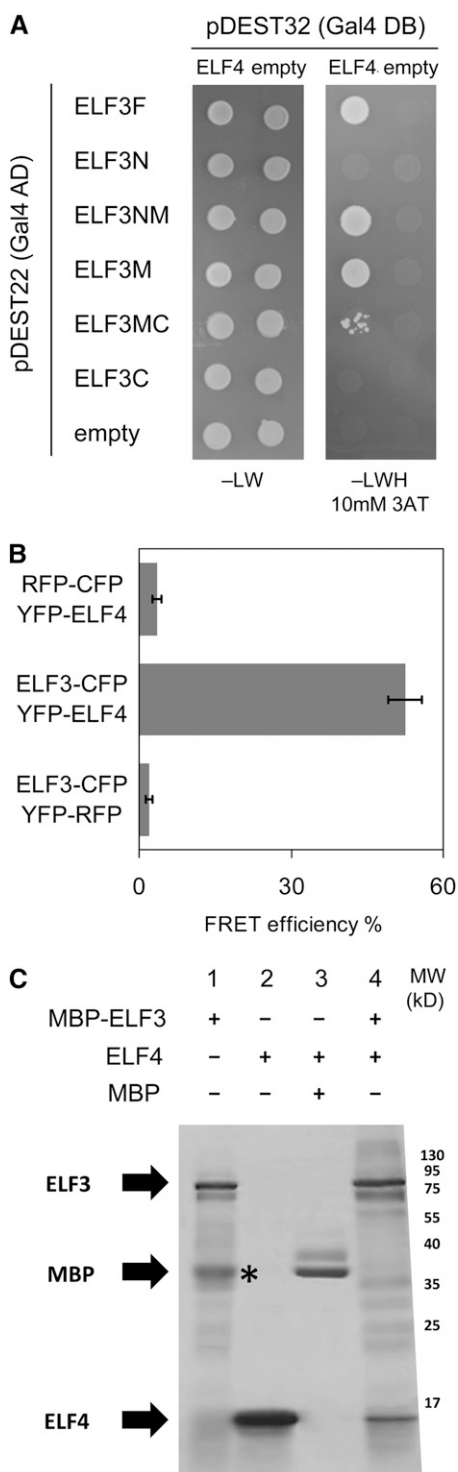 A
pDEST32 (Gal4 DB)
ELF4 empty ELF4 empty
pDEST22 (Gal4 AD)
ELF3F
ELF3N
ELF3NM
ELF3M
ELF3MC
ELF3C
empty
–LW
–LWH
10mM 3AT
B
RFP-CFP
YFP-ELF4
ELF3-CFP
YFP-ELF4
ELF3-CFP
YFP-RFP
0 30 60
FRET efficiency %
C
1 2 3 4 MW
(kD)
MBP-ELF3 + – – +
ELF4 – + + +
MBP – – + –
ELF3
MBP
*
ELF4
130
95
75
55
40
35
25
17